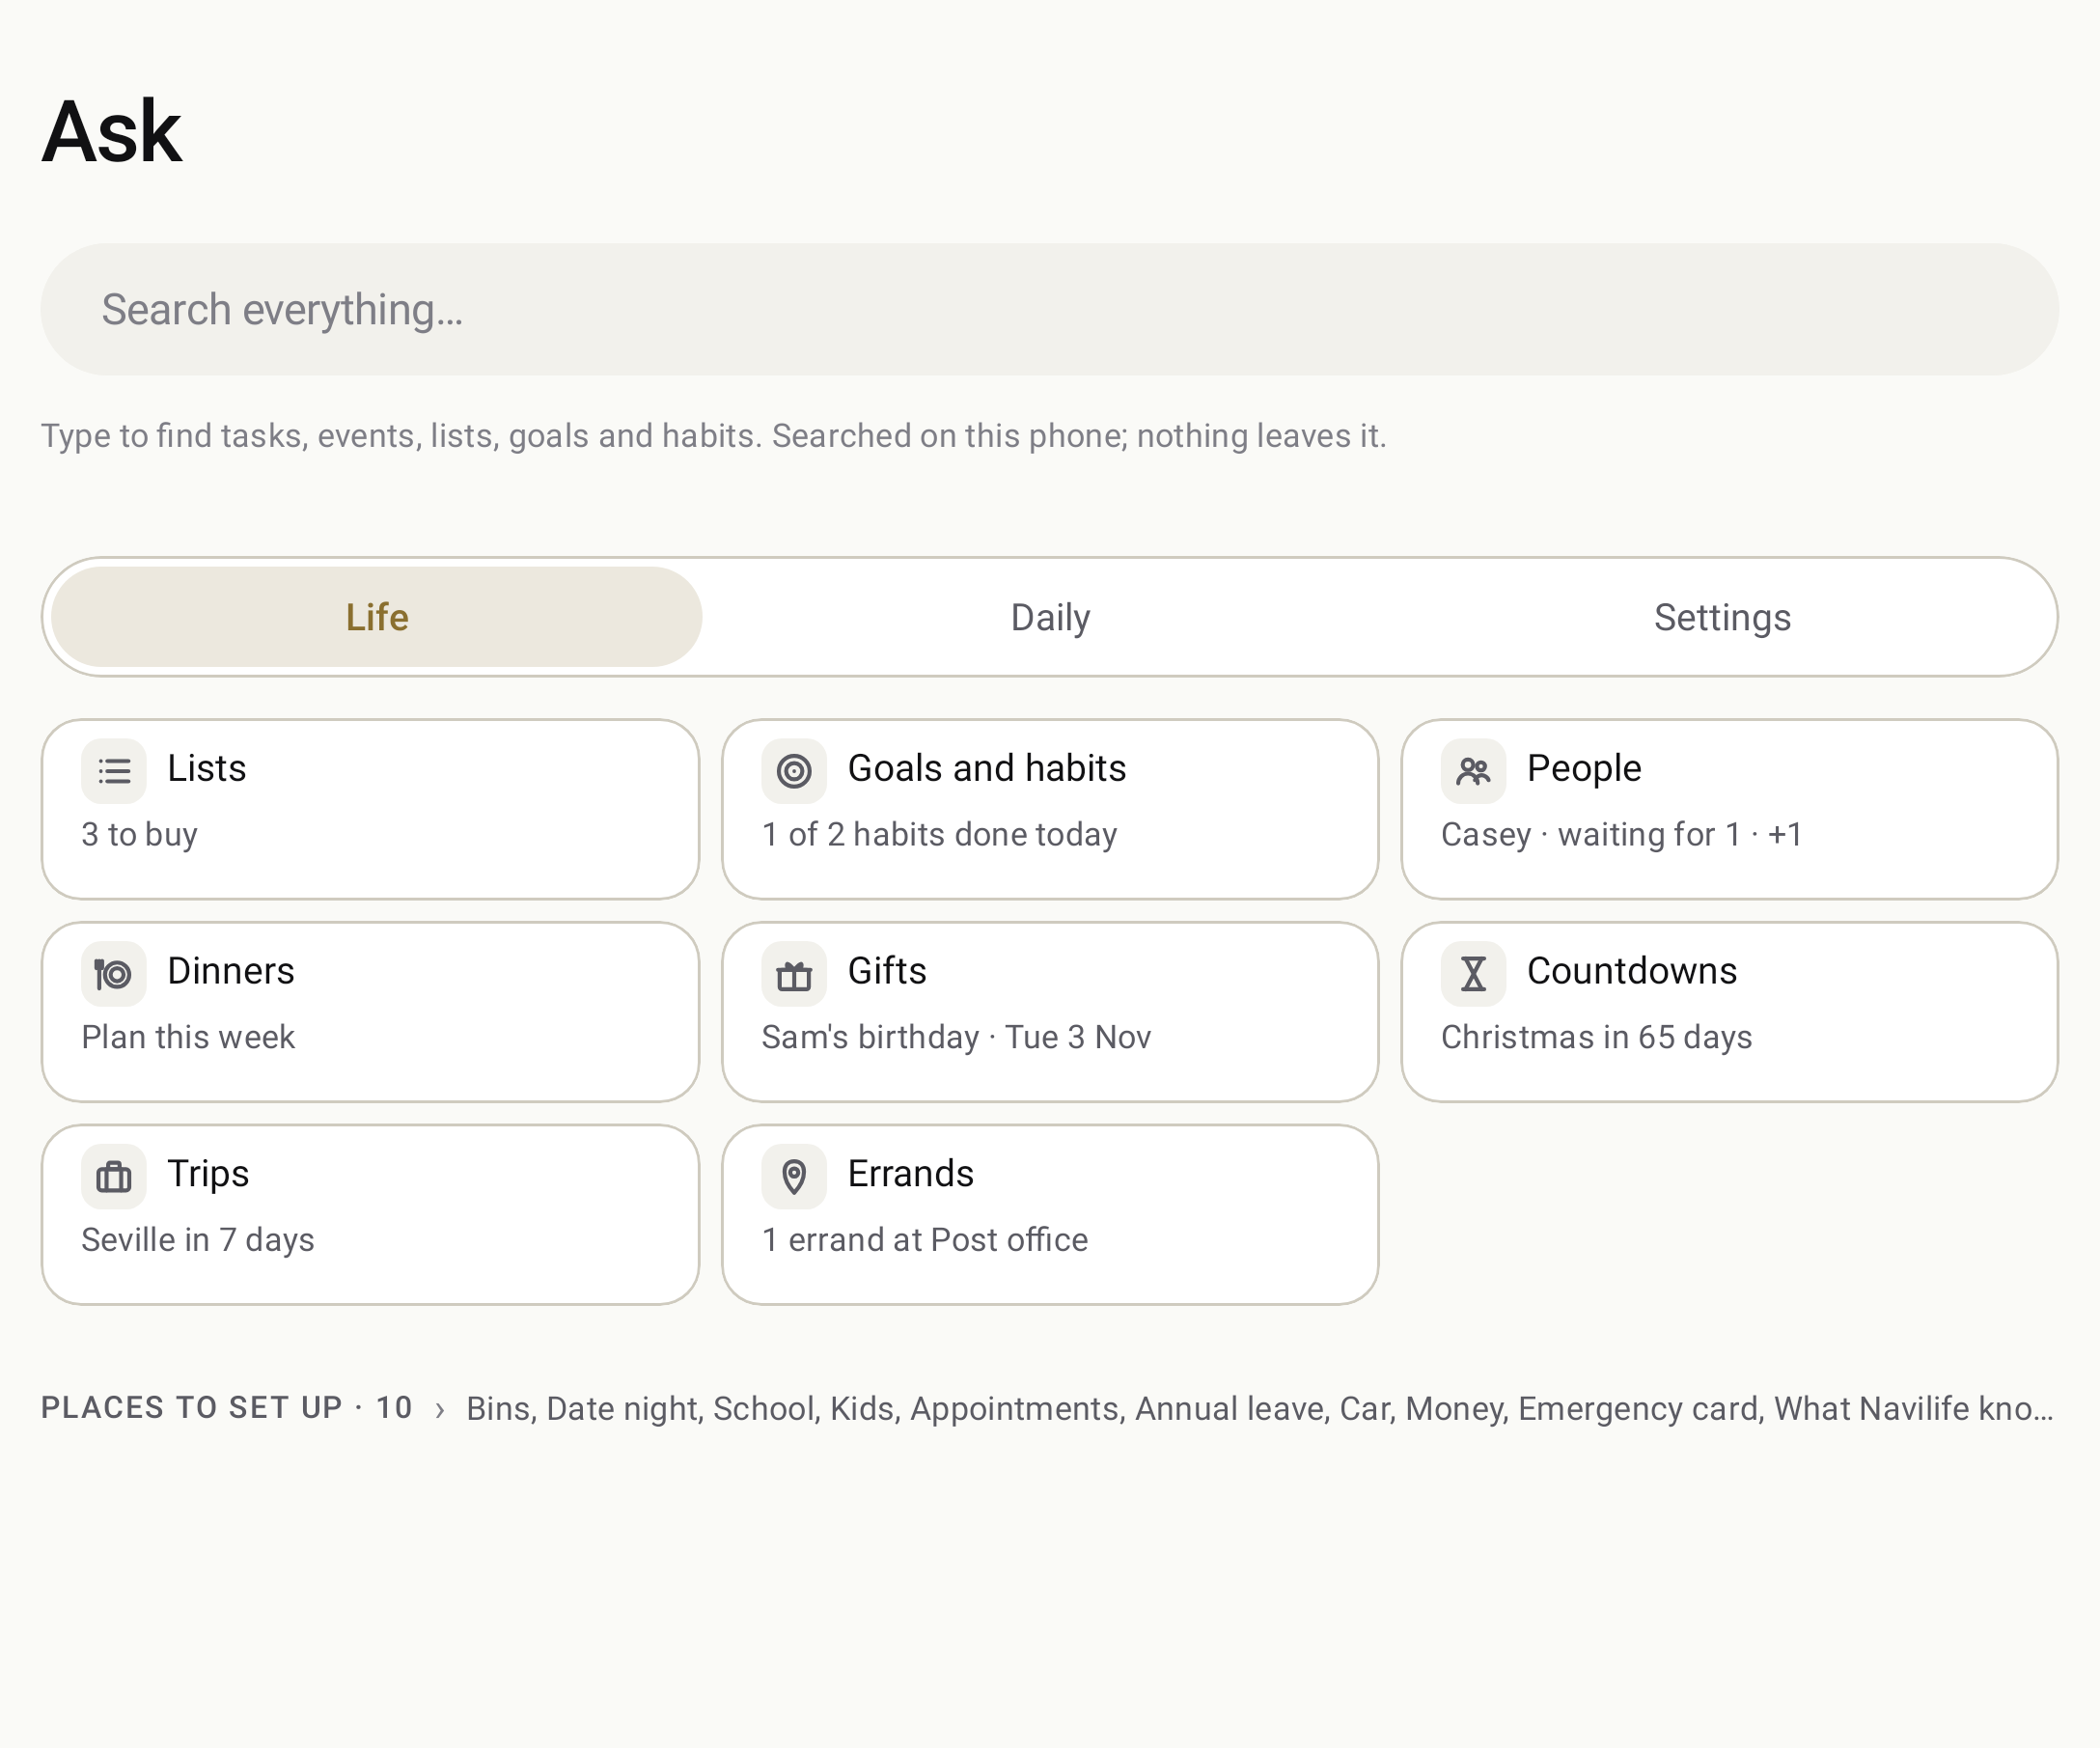 Ask
Search everything...
Type to find tasks, events, lists, goals and habits. Searched on this phone; nothing leaves it.
Life
Daily
Settings
Lists
3 to buy
Goals and habits
1 of 2 habits done today
People
Casey · waiting for 1 · +1
Dinners
Plan this week
Gifts
Sam's birthday · Tue 3 Nov
Countdowns
Christmas in 65 days
Trips
Seville in 7 days
Errands
1 errand at Post office
PLACES TO SET UP · 10 › Bins, Date night, School, Kids, Appointments, Annual leave, Car, Money, Emergency card, What Navilife kno...